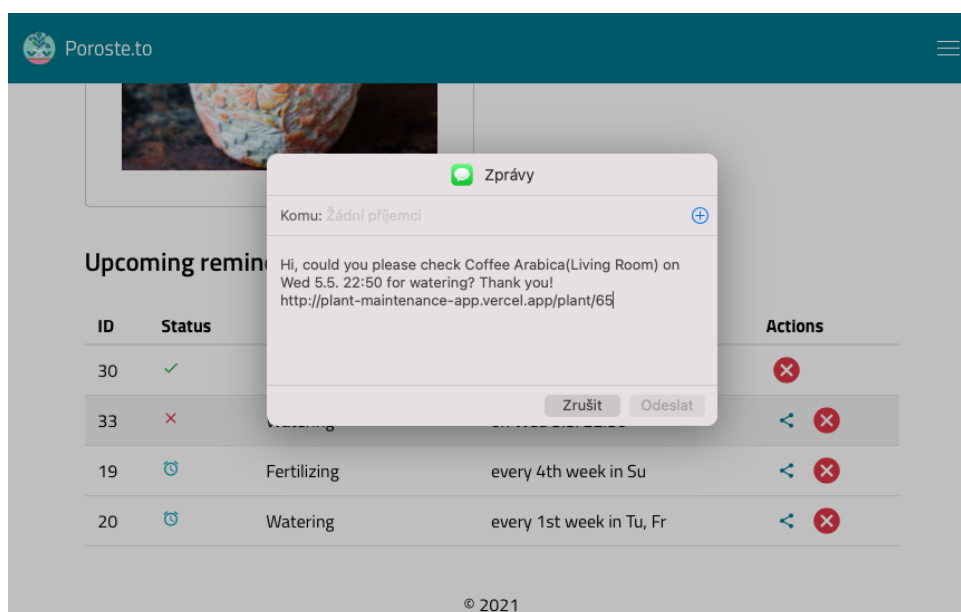 Poroste.to
Zprávy
Komu: Žádní příjemci
Hi, could you please check Coffee Arabica(Living Room) on
Wed 5.5. 22:50 for watering? Thank you!
http://plant-maintenance-app.vercel.app/plant/65
Zrušit Odeslat
Upcoming remin
ID Status Actions
30
33
19 Fertilizing every 4th week in Su
20 Watering every 1st week in Tu, Fr
© 2021